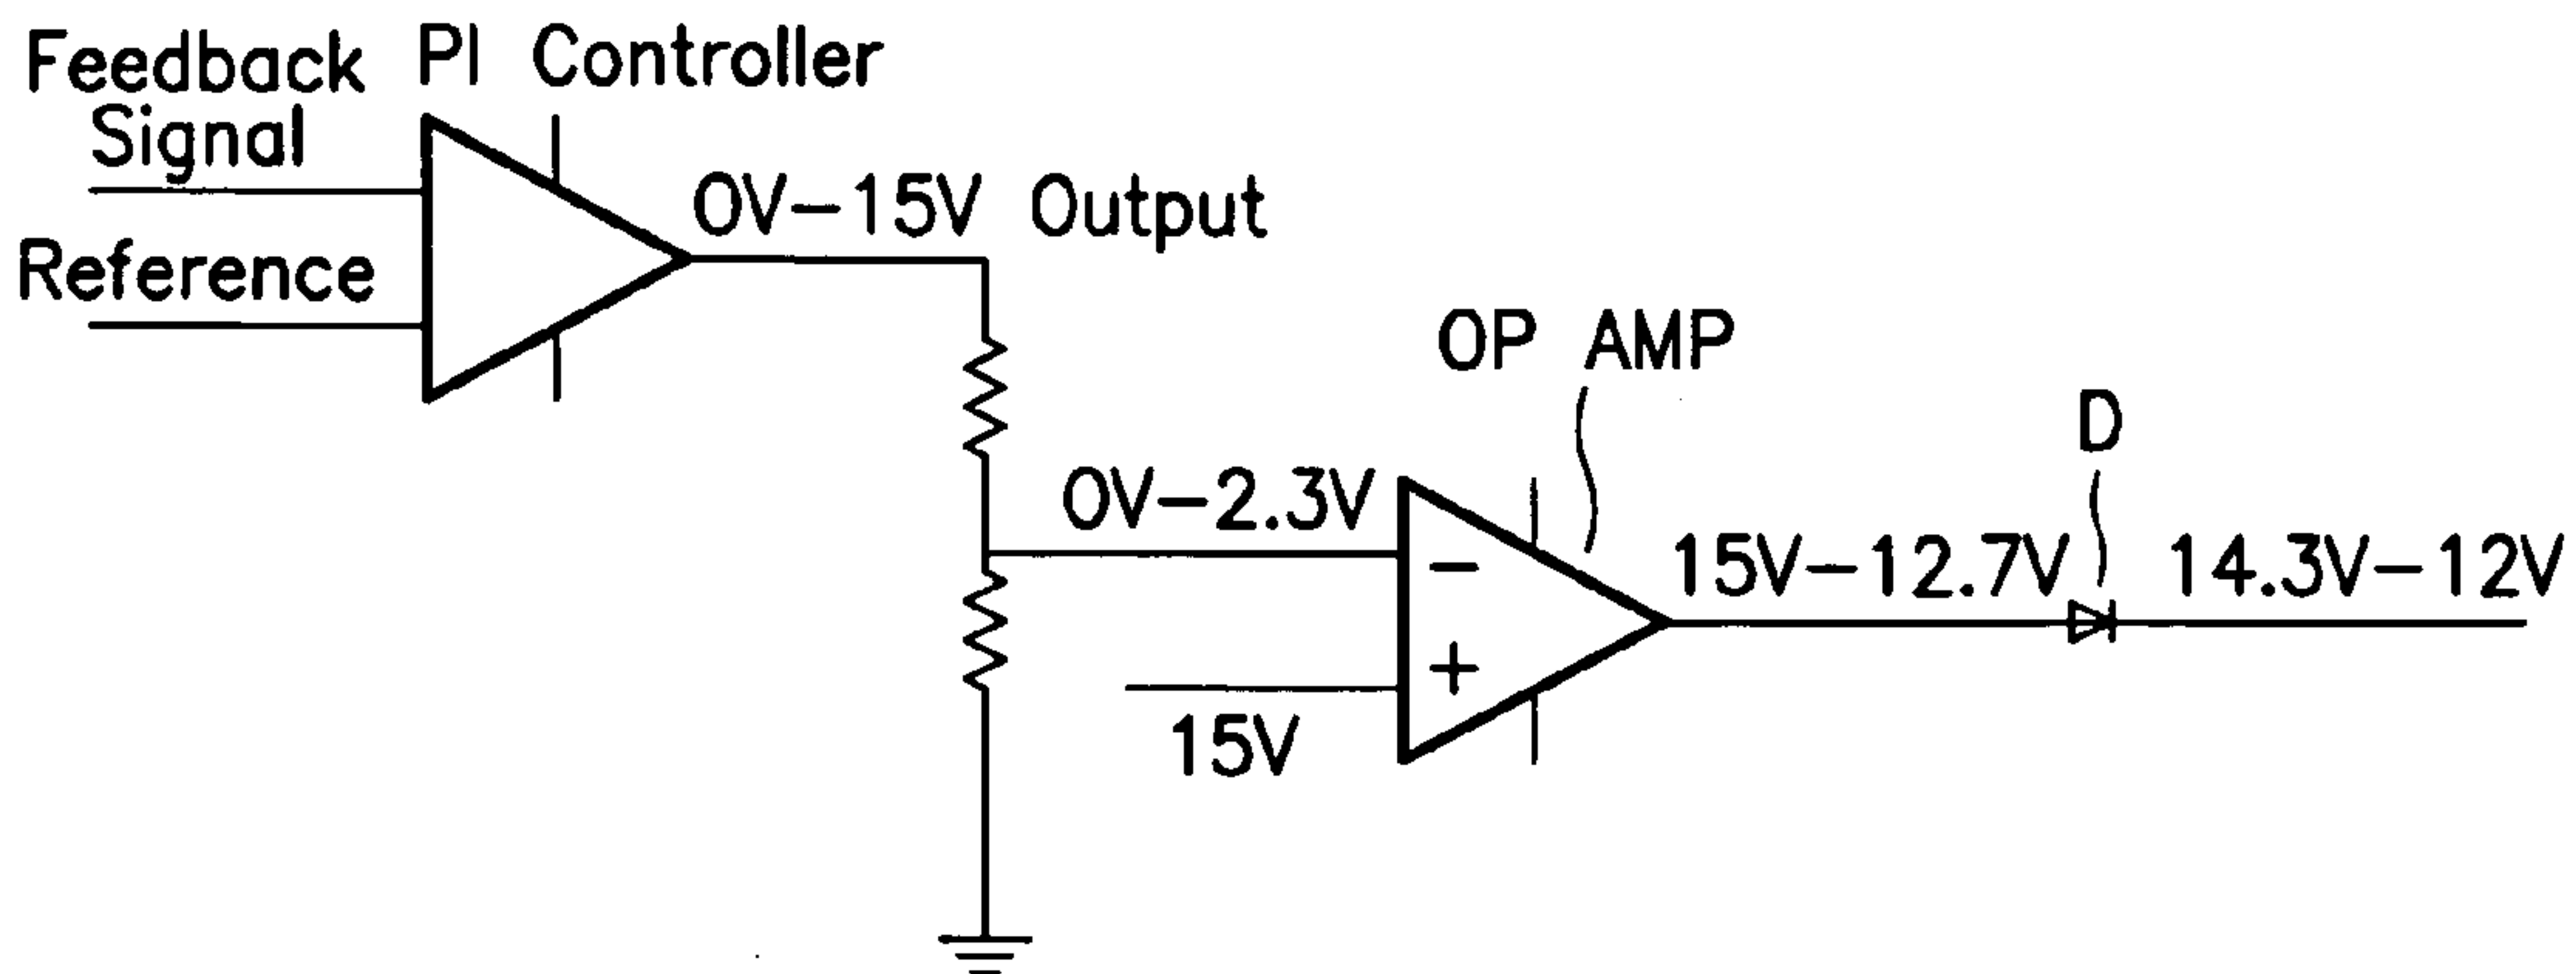 Feedback
Signal
PI Controller
Reference
0V-15V Output
OP AMP
D
0V-2.3V
15V-12.7V
14.3V-12V
−
+
15V